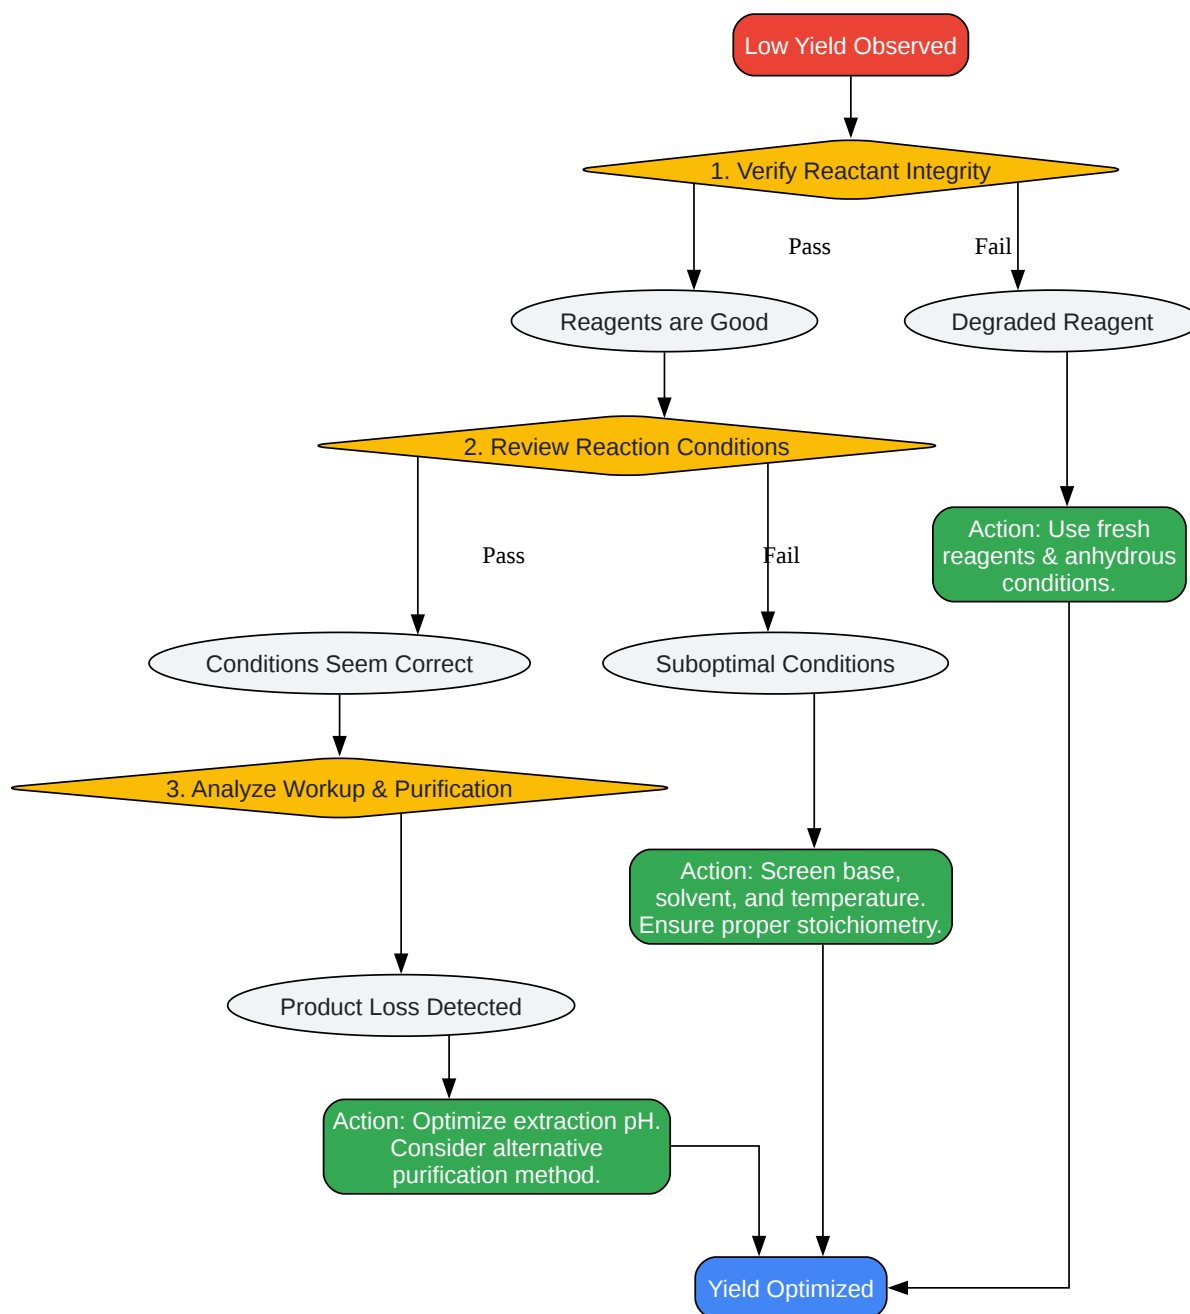 Low Yield Observed
1. Verify Reactant Integrity
Pass
Fail
Reagents are Good
Degraded Reagent
2. Review Reaction Conditions
Action: Use fresh
reagents & anhydrous
conditions.
Pass
Fail
Conditions Seem Correct
Suboptimal Conditions
3. Analyze Workup & Purification
Action: Screen base,
solvent, and temperature.
Ensure proper stoichiometry.
Product Loss Detected
Action: Optimize extraction pH.
Consider alternative
purification method.
Yield Optimized